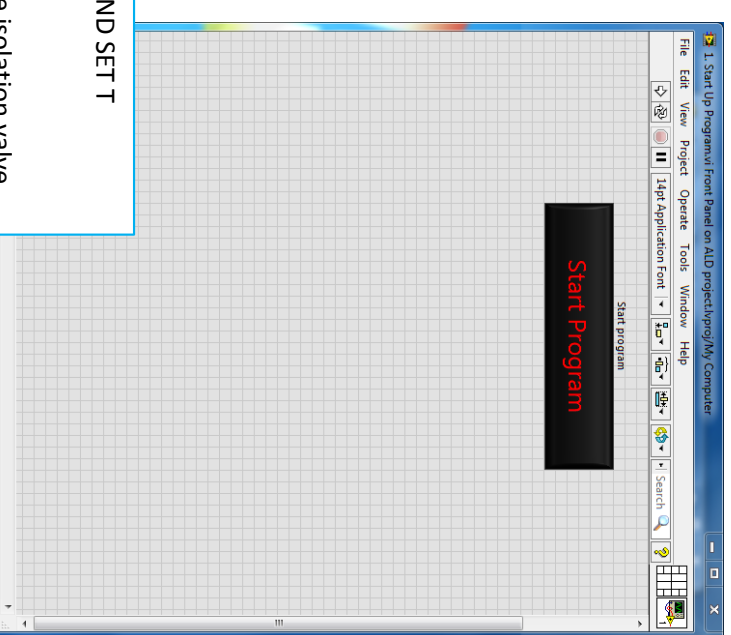 1. Start Up Program.vi Front Panel on ALD project.lvproj/My Computer
File Edit View Project Operate Tools Window Help
14pt Application Font
Search
Start program
Start Program
ND SET T
isolation valve
1